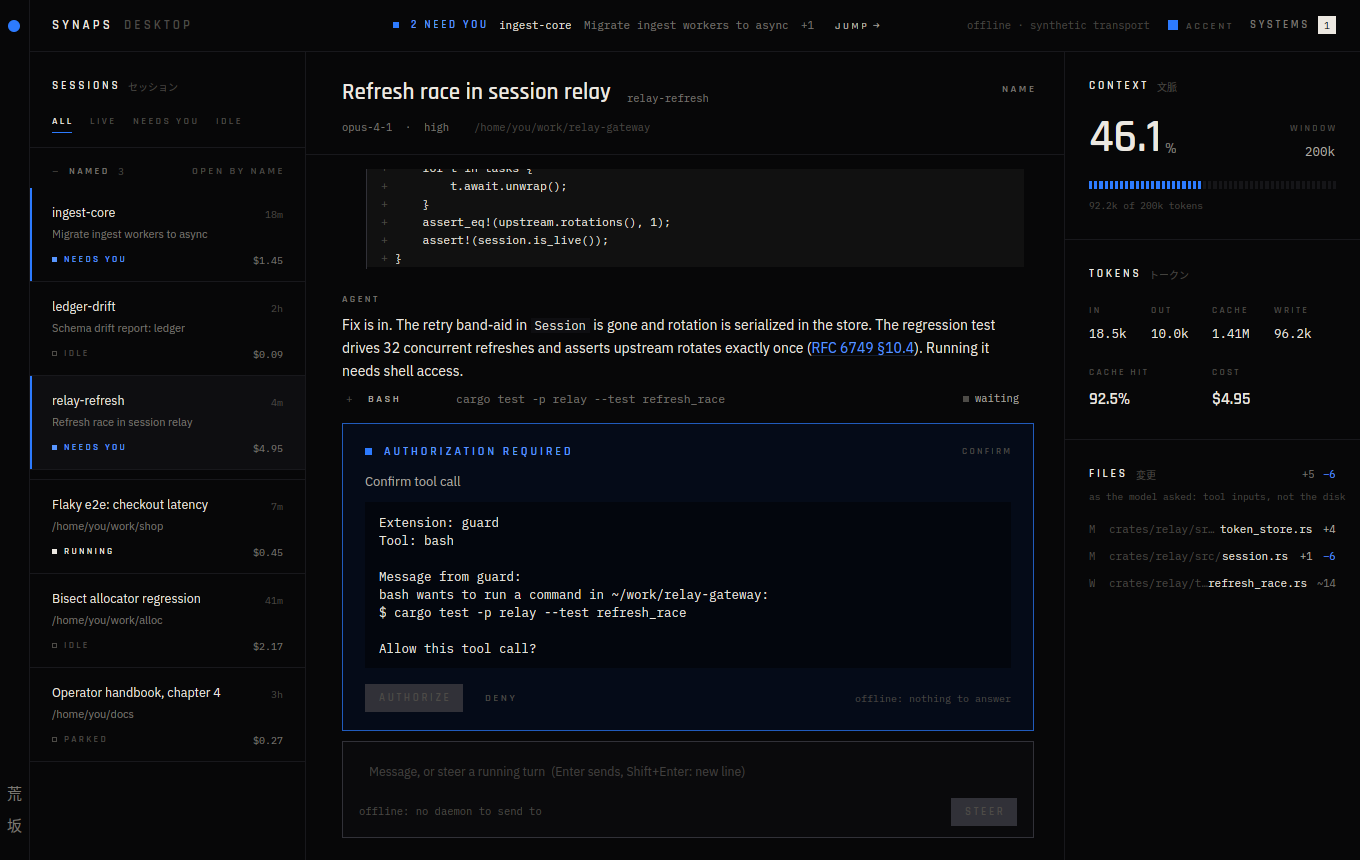 SYNAPS DESKTOP
2 NEED YOU ingest-core Migrate ingest workers to async +1 JUMP →
offline · synthetic transport ACCENT SYSTEMS 1
SESSIONS セッション
ALL LIVE NEEDS YOU IDLE
− NAMED 3 OPEN BY NAME
ingest-core 18m
Migrate ingest workers to async
NEEDS YOU $1.45
ledger-drift 2h
Schema drift report: ledger
IDLE $0.09
relay-refresh 4m
Refresh race in session relay
NEEDS YOU $4.95
Flaky e2e: checkout latency 7m
/home/you/work/shop
RUNNING $0.45
Bisect allocator regression 41m
/home/you/work/alloc
IDLE $2.17
Operator handbook, chapter 4 3h
/home/you/docs
PARKED $0.27
荒
坂
Refresh race in session relay relay-refresh NAME
opus-4-1 · high /home/you/work/relay-gateway
+ for t in tasks {
+ t.await.unwrap();
+ }
+ assert_eq!(upstream.rotations(), 1);
+ assert!(session.is_live());
+ }
AGENT
Fix is in. The retry band-aid in Session is gone and rotation is serialized in the store. The regression test
drives 32 concurrent refreshes and asserts upstream rotates exactly once (RFC 6749 §10.4). Running it
needs shell access.
+ BASH cargo test -p relay --test refresh_race waiting
AUTHORIZATION REQUIRED CONFIRM
Confirm tool call
Extension: guard
Tool: bash
Message from guard:
bash wants to run a command in ~/work/relay-gateway:
$ cargo test -p relay --test refresh_race
Allow this tool call?
AUTHORIZE DENY offline: nothing to answer
Message, or steer a running turn (Enter sends, Shift+Enter: new line)
offline: no daemon to send to STEER
CONTEXT 文脈
46.1% WINDOW
200k
92.2k of 200k tokens
TOKENS トークン
IN OUT CACHE WRITE
18.5k 10.0k 1.41M 96.2k
CACHE HIT COST
92.5% $4.95
FILES 変更 +5 −6
as the model asked: tool inputs, not the disk
M crates/relay/sr… token_store.rs +4
M crates/relay/src/session.rs +1 −6
W crates/relay/t…refresh_race.rs ~14